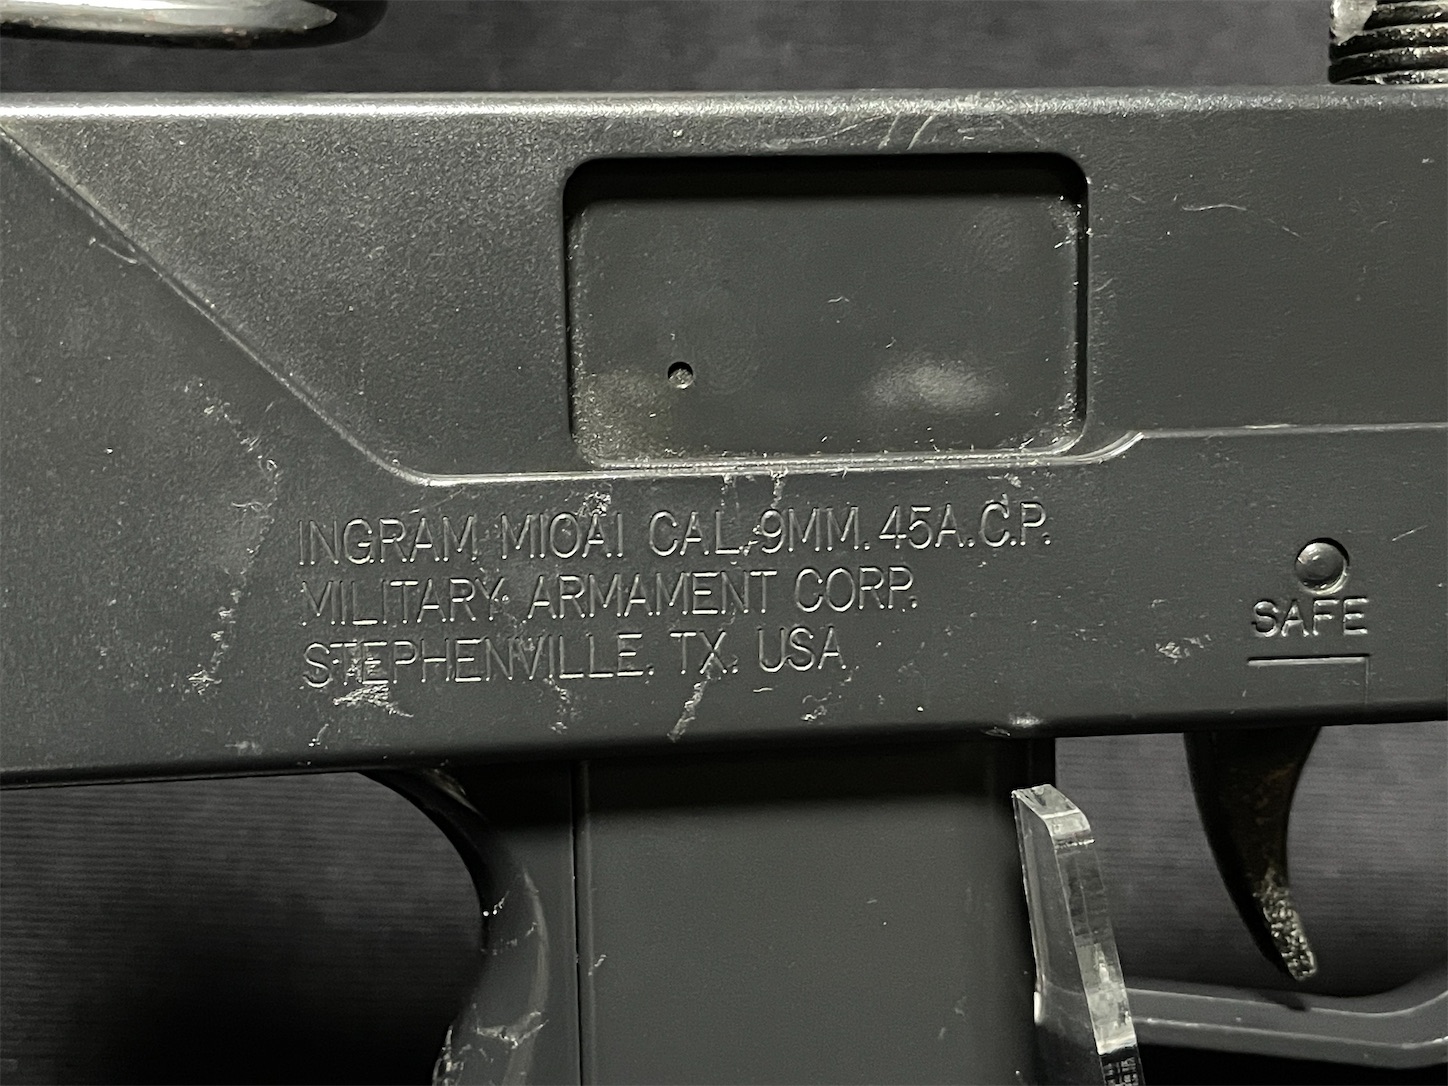 INGRAM M10A1 CAL. 9MM. 45A.C.P.
MILITARY ARMAMENT CORP.
STEPHENVILLE. TX. USA
SAFE